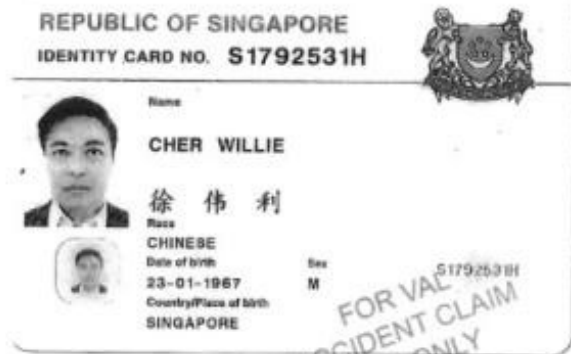 REPUBLIC OF SINGAPORE
IDENTITY CARD NO. S1792531H
Name
CHER WILLIE
徐 伟 利
Race
CHINESE
Date of birth Sex
23-01-1967 M
S1792531H
Country/Place of birth
SINGAPORE
FOR VAL
CCIDENT CLAIM
ONLY